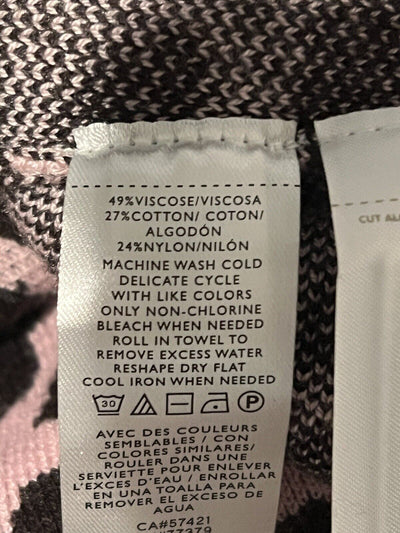 49%VISCOSE/VISCOSA
27%COTTON/ COTON/
ALGODÓN
24%NYLON/NILÓN
MACHINE WASH COLD
DELICATE CYCLE
WITH LIKE COLORS
ONLY NON-CHLORINE
BLEACH WHEN NEEDED
ROLL IN TOWEL TO
REMOVE EXCESS WATER
RESHAPE DRY FLAT
COOL IRON WHEN NEEDED
30 P
AVEC DES COULEURS
SEMBLABLES / CON
COLORES SIMILARES/
ROULER DANS UNE
SERVIETTE POUR ENLEVER
L'EXCES D'EAU / ENROLLAR
EN UNA TOALLA PARA
REMOVER EL EXCESO DE
AGUA
CA#57421
77379
CUT